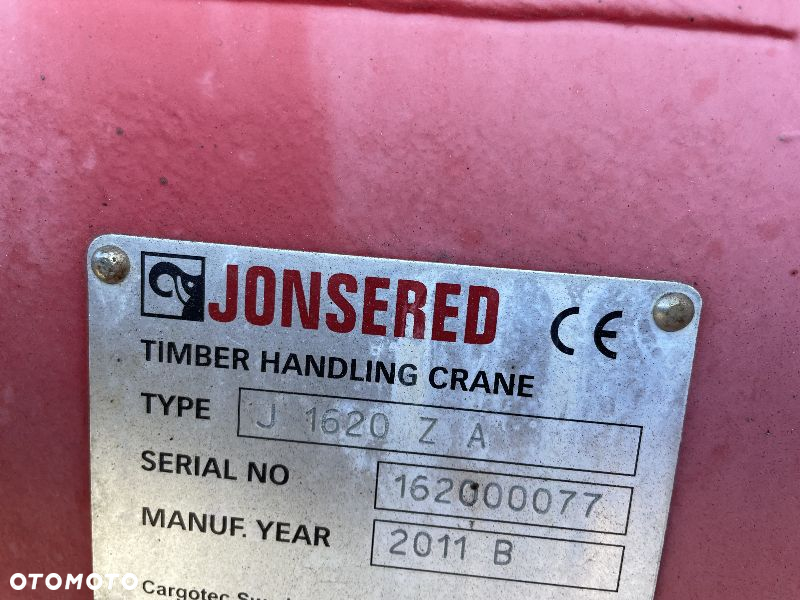 JONSERED CE
TIMBER HANDLING CRANE
TYPE J 1620 Z A
SERIAL NO 162000077
MANUF. YEAR 2011 B
Cargotec
OTOMOTO